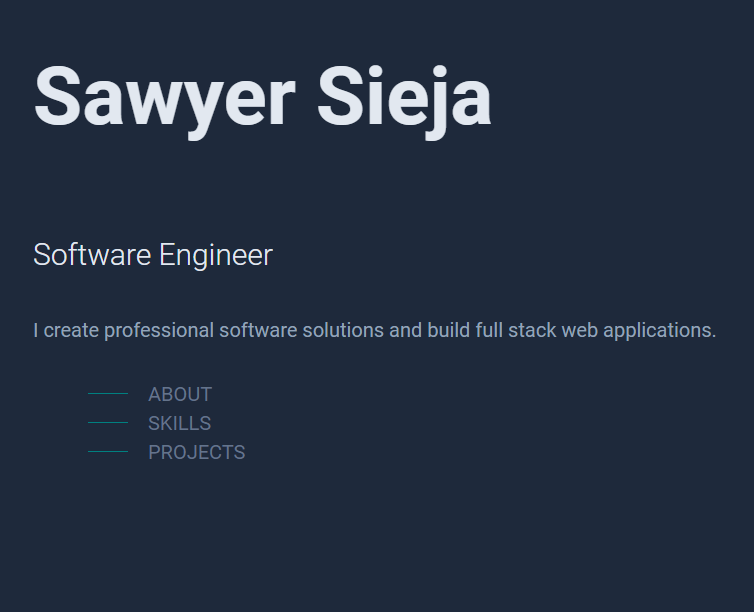 Sawyer Sieja
Software Engineer
I create professional software solutions and build full stack web applications.
ABOUT
SKILLS
PROJECTS